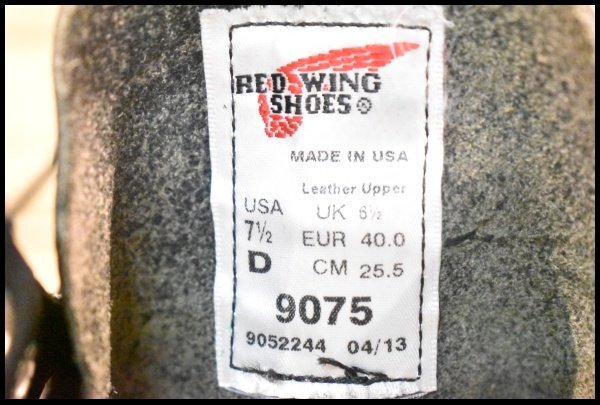 RED WING
SHOES ®
MADE IN USA
Leather Upper
USA UK 6½
7½ EUR 40.0
D CM 25.5
9075
9052244 04/13